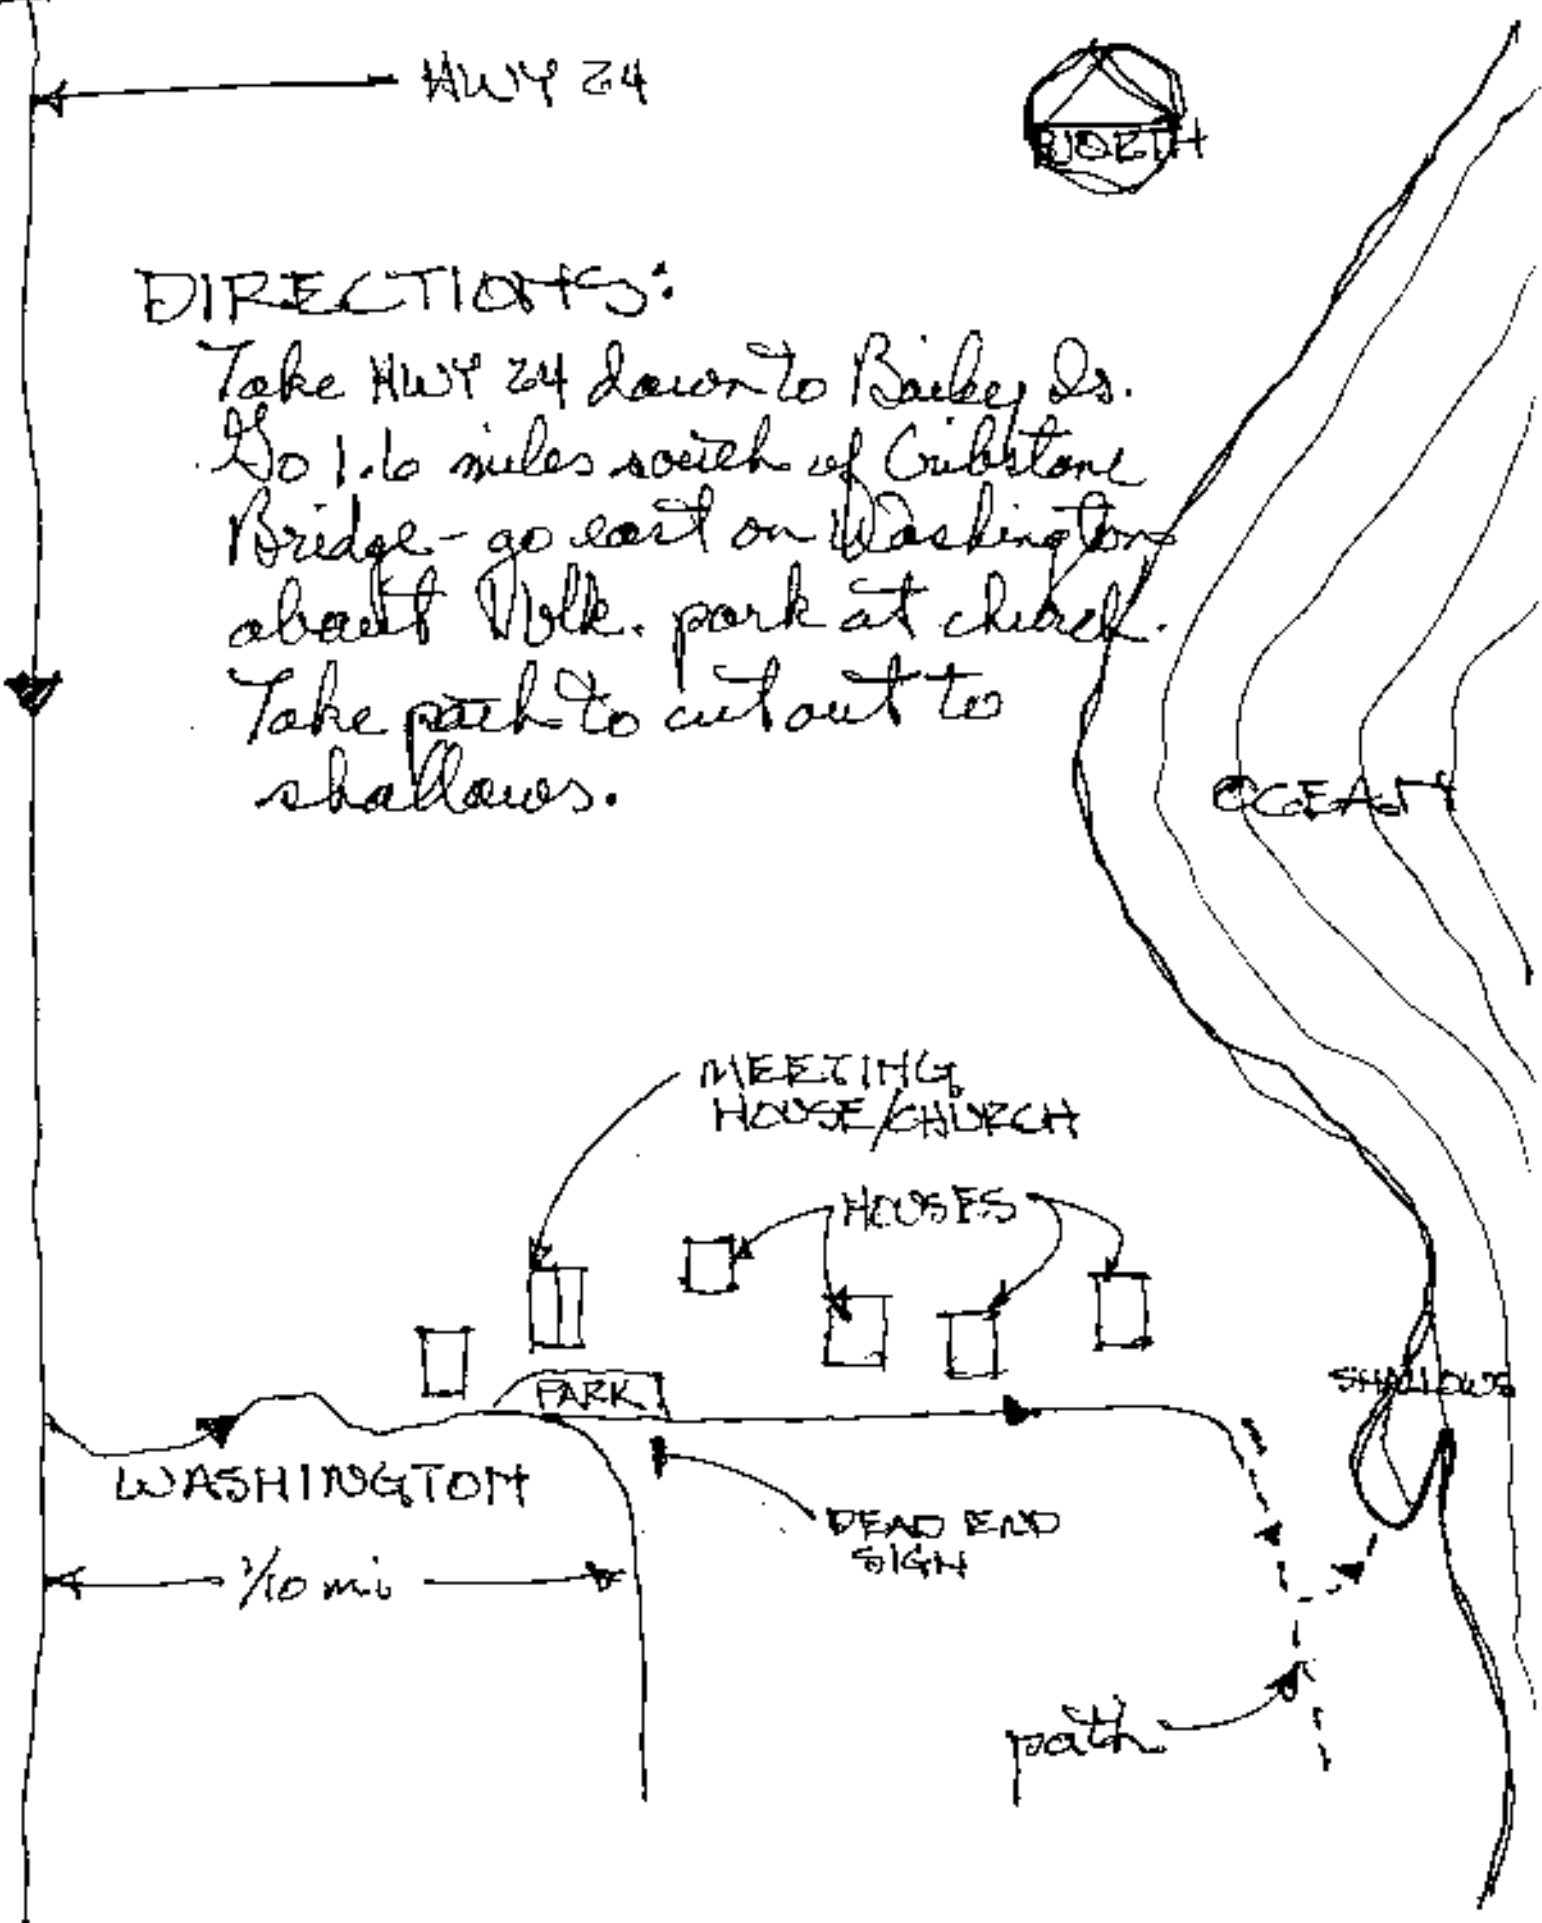 HWY 24
NORTH
DIRECTIONS:
Take HWY 24 down to Bailey Is.
Go 1.6 miles south of Cribstone
Bridge - go east on Washington
about blk. park at church.
Take path to cut out to
shallows.
OCEAN
MEETING
HOUSE/CHURCH
HOUSES
PARK
SHALLOWS
WASHINGTON
DEAD END
SIGN
1/10 mi
path